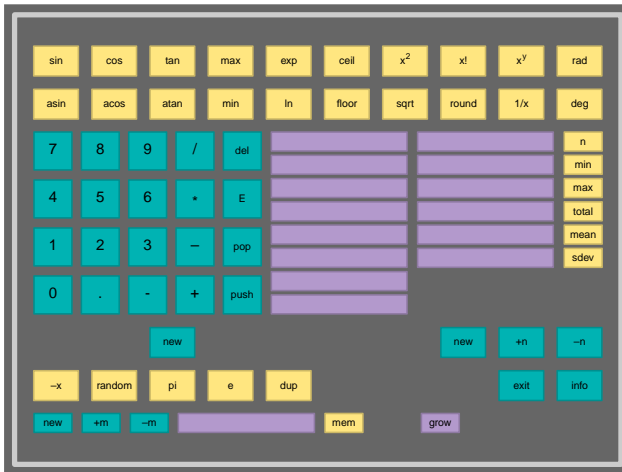 sin cos tan max exp ceil x² x! xʸ rad
asin acos atan min ln floor sqrt round 1/x deg
7 8 9 / del n
min
4 5 6 * E max
total
1 2 3 – pop mean
sdev
0 . - + push
new new +n –n
–x random pi e dup exit info
new +m –m mem grow